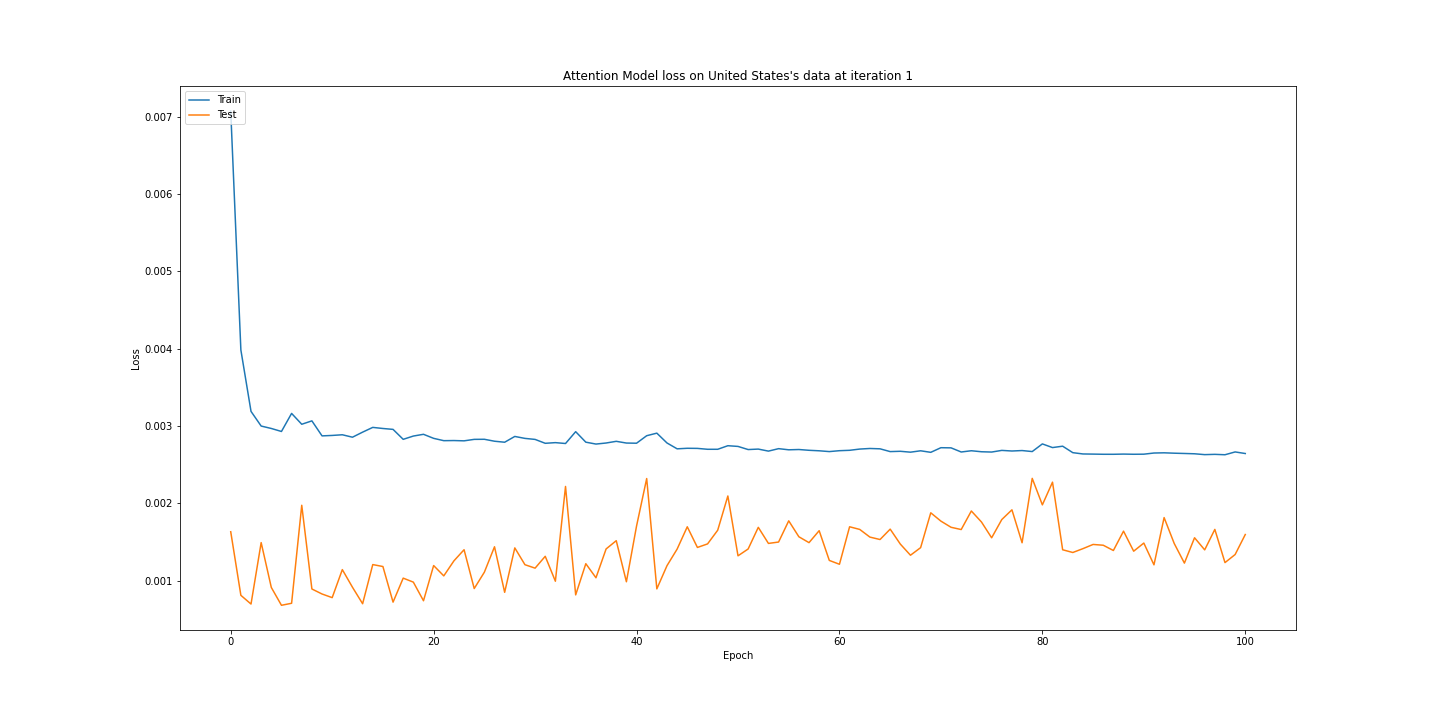 Attention Model loss on United States's data at iteration 1
Train
Test
0.007
0.006
0.005
0.004
0.003
0.002
0.001
Loss
0 20 40 60 80 100
Epoch